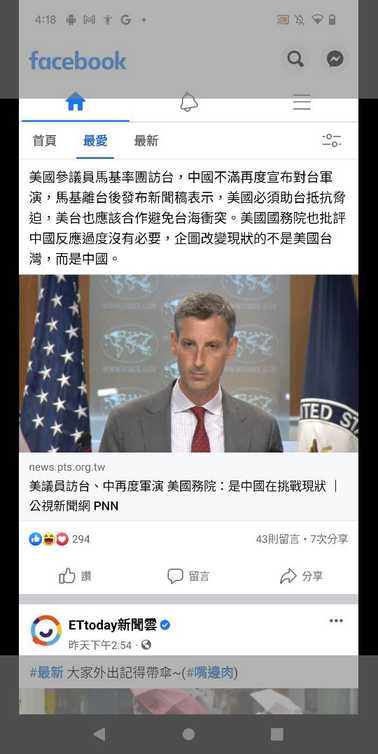 4:18
facebook
首頁 最愛 最新
美國參議員馬基率團訪台，中國不滿再度宣布對台軍
演，馬基離台後發布新聞稿表示，美國必須助台抵抗脅
迫，美台也應該合作避免台海衝突。美國國務院也批評
中國反應過度沒有必要，企圖改變現狀的不是美國台
灣，而是中國。
TED STA
news.pts.org.tw
美議員訪台、中再度軍演 美國務院：是中國在挑戰現狀 ｜
公視新聞網 PNN
294 43則留言・7次分享
讚 留言 分享
ETtoday新聞雲
昨天下午2:54 ·
#最新 大家外出記得帶傘~(#嘴邊肉)